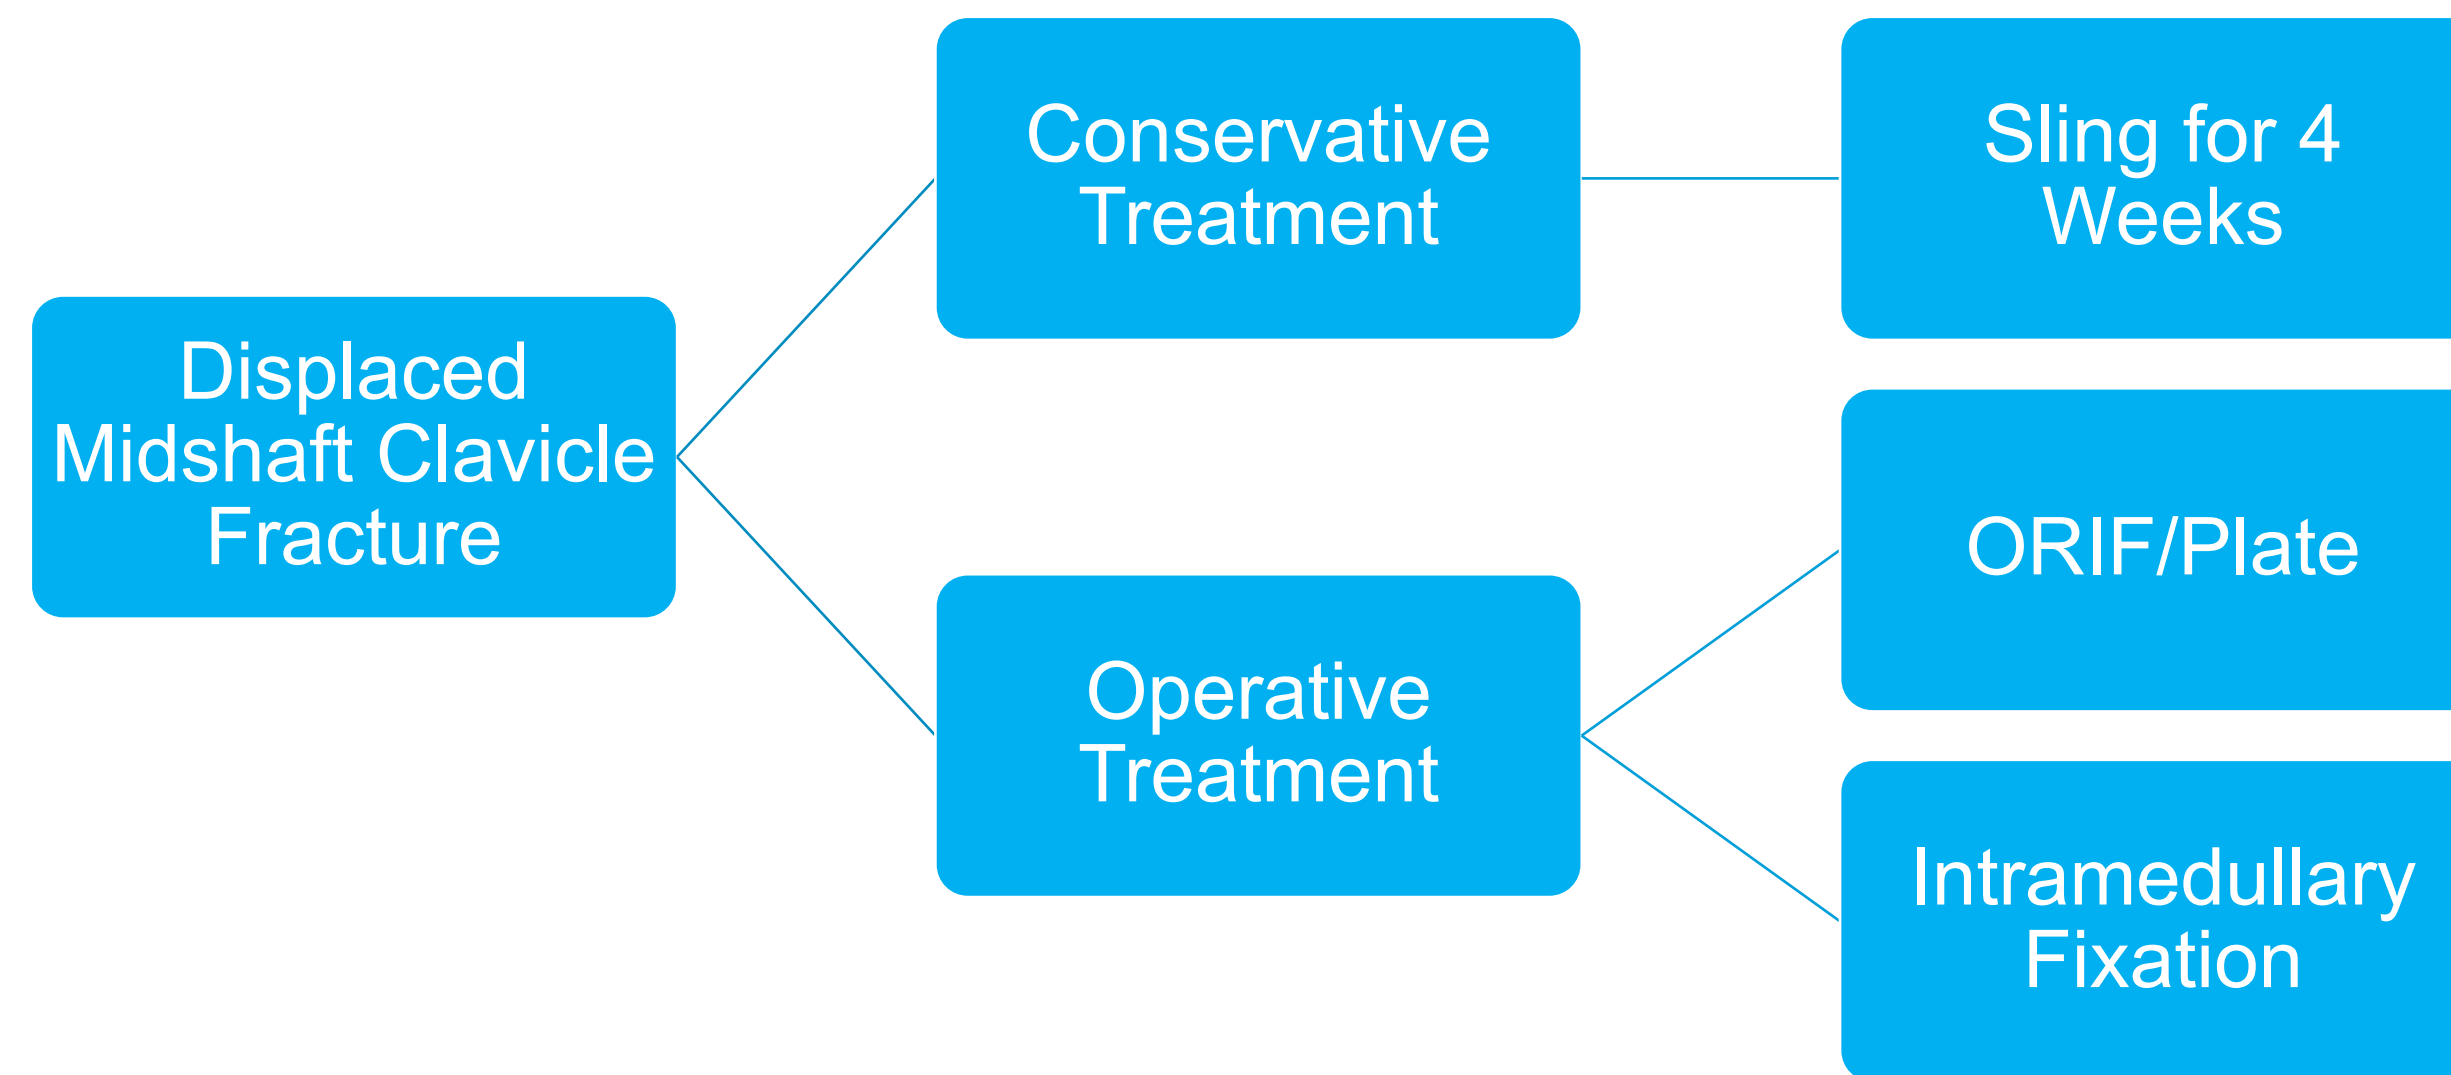 Displaced
Midshaft Clavicle
Fracture
Conservative
Treatment
Sling for 4
Weeks
Operative
Treatment
ORIF/Plate
Intramedullary
Fixation